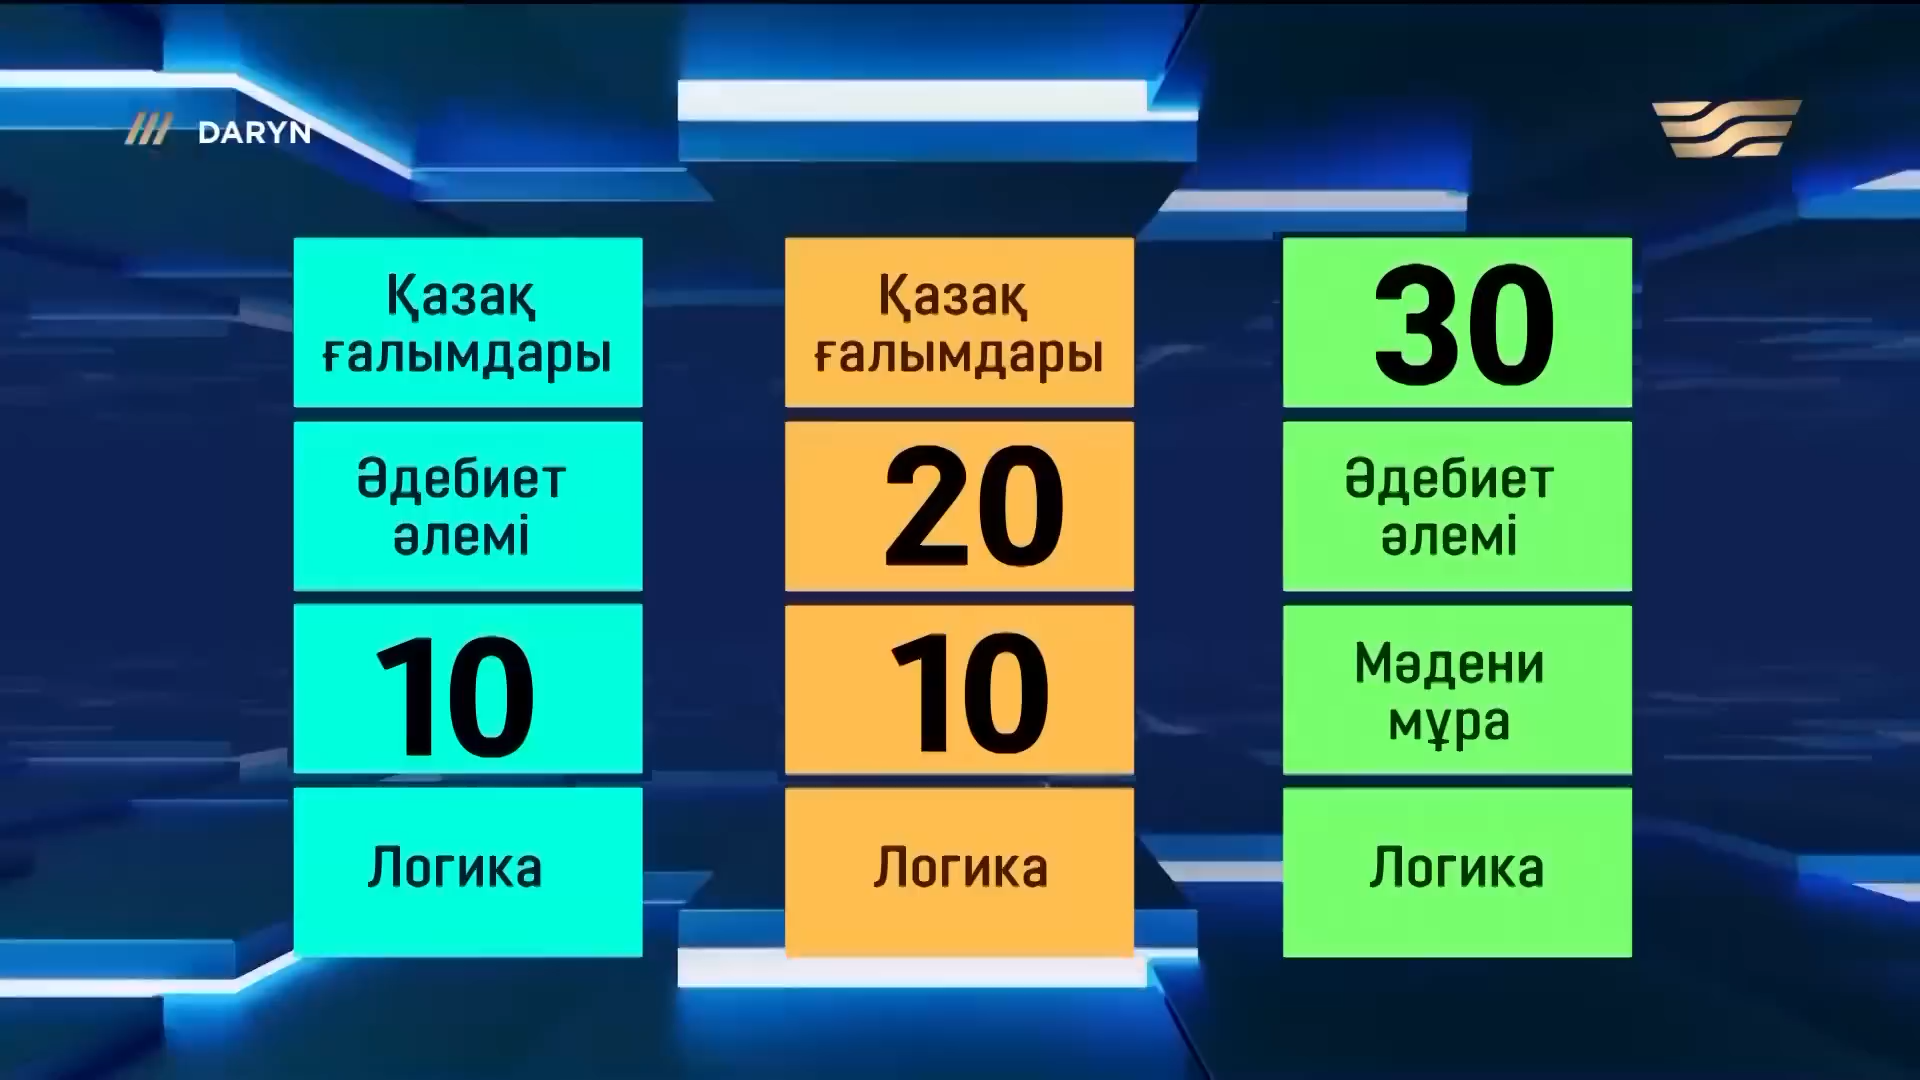 DARYN
Қазақ
ғалымдары
Әдебиет
әлемі
10
Логика
Қазақ
ғалымдары
20
10
Логика
30
Әдебиет
әлемі
Мәдени
мұра
Логика